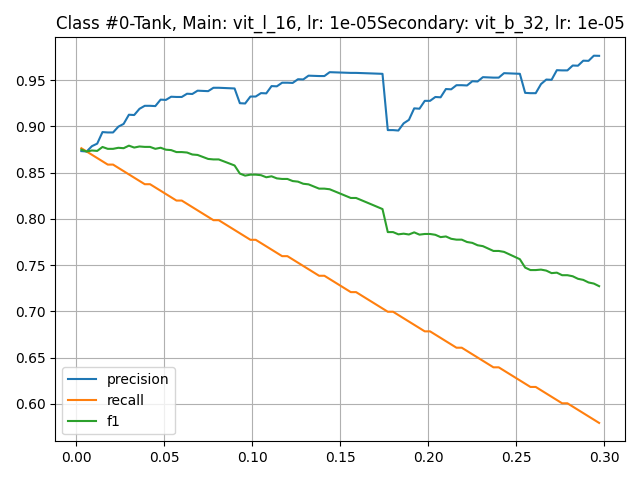 Class #0-Tank, Main: vit_l_16, lr: 1e-05Secondary: vit_b_32, lr: 1e-05
0.95
0.90
0.85
0.80
0.75
0.70
0.65
0.60
precision
recall
f1
0.00 0.05 0.10 0.15 0.20 0.25 0.30